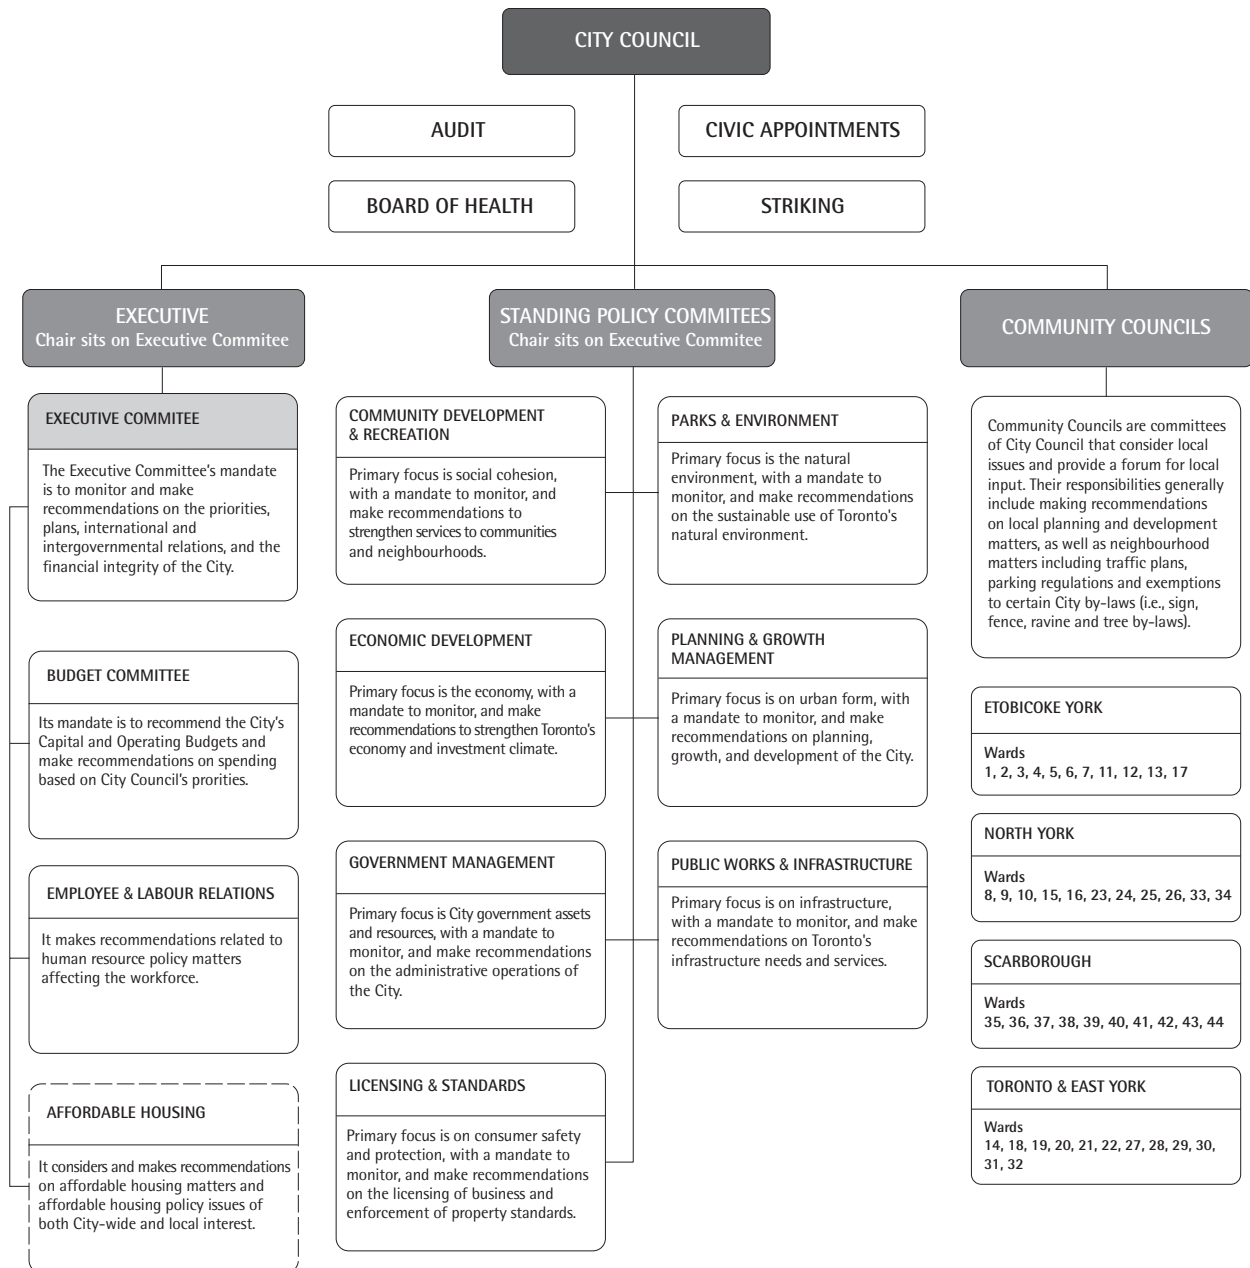 CITY COUNCIL
AUDIT
CIVIC APPOINTMENTS
BOARD OF HEALTH
STRIKING
EXECUTIVE
Chair sits on Executive Commitee
STANDING POLICY COMMITEES
Chair sits on Executive Commitee
COMMUNITY COUNCILS
EXECUTIVE COMMITEE
The Executive Committee's mandate
is to monitor and make
recommendations on the priorities,
plans, international and
intergovernmental relations, and the
financial integrity of the City.
BUDGET COMMITTEE
Its mandate is to recommend the City's
Capital and Operating Budgets and
make recommendations on spending
based on City Council's prorities.
EMPLOYEE & LABOUR RELATIONS
It makes recommendations related to
human resource policy matters
affecting the workforce.
AFFORDABLE HOUSING
It considers and makes recommendations
on affordable housing matters and
affordable housing policy issues of
both City-wide and local interest.
COMMUNITY DEVELOPMENT
& RECREATION
Primary focus is social cohesion,
with a mandate to monitor, and
make recommendations to
strengthen services to communities
and neighbourhoods.
PARKS & ENVIRONMENT
Primary focus is the natural
environment, with a mandate to
monitor, and make recommendations
on the sustainable use of Toronto's
natural environment.
ECONOMIC DEVELOPMENT
Primary focus is the economy, with a
mandate to monitor, and make
recommendations to strengthen Toronto's
economy and investment climate.
PLANNING & GROWTH
MANAGEMENT
Primary focus is on urban form, with
a mandate to monitor, and make
recommendations on planning,
growth, and development of the City.
GOVERNMENT MANAGEMENT
Primary focus is City government assets
and resources, with a mandate to
monitor, and make recommendations
on the administrative operations of
the City.
PUBLIC WORKS & INFRASTRUCTURE
Primary focus is on infrastructure,
with a mandate to monitor, and make
recommendations on Toronto's
infrastructure needs and services.
LICENSING & STANDARDS
Primary focus is on consumer safety
and protection, with a mandate to
monitor, and make recommendations
on the licensing of business and
enforcement of property standards.
Community Councils are committees
of City Council that consider local
issues and provide a forum for local
input. Their responsibilities generally
include making recommendations
on local planning and development
matters, as well as neighbourhood
matters including traffic plans,
parking regulations and exemptions
to certain City by-laws (i.e., sign,
fence, ravine and tree by-laws).
ETOBICOKE YORK
Wards
1, 2, 3, 4, 5, 6, 7, 11, 12, 13, 17
NORTH YORK
Wards
8, 9, 10, 15, 16, 23, 24, 25, 26, 33, 34
SCARBOROUGH
Wards
35, 36, 37, 38, 39, 40, 41, 42, 43, 44
TORONTO & EAST YORK
Wards
14, 18, 19, 20, 21, 22, 27, 28, 29, 30,
31, 32